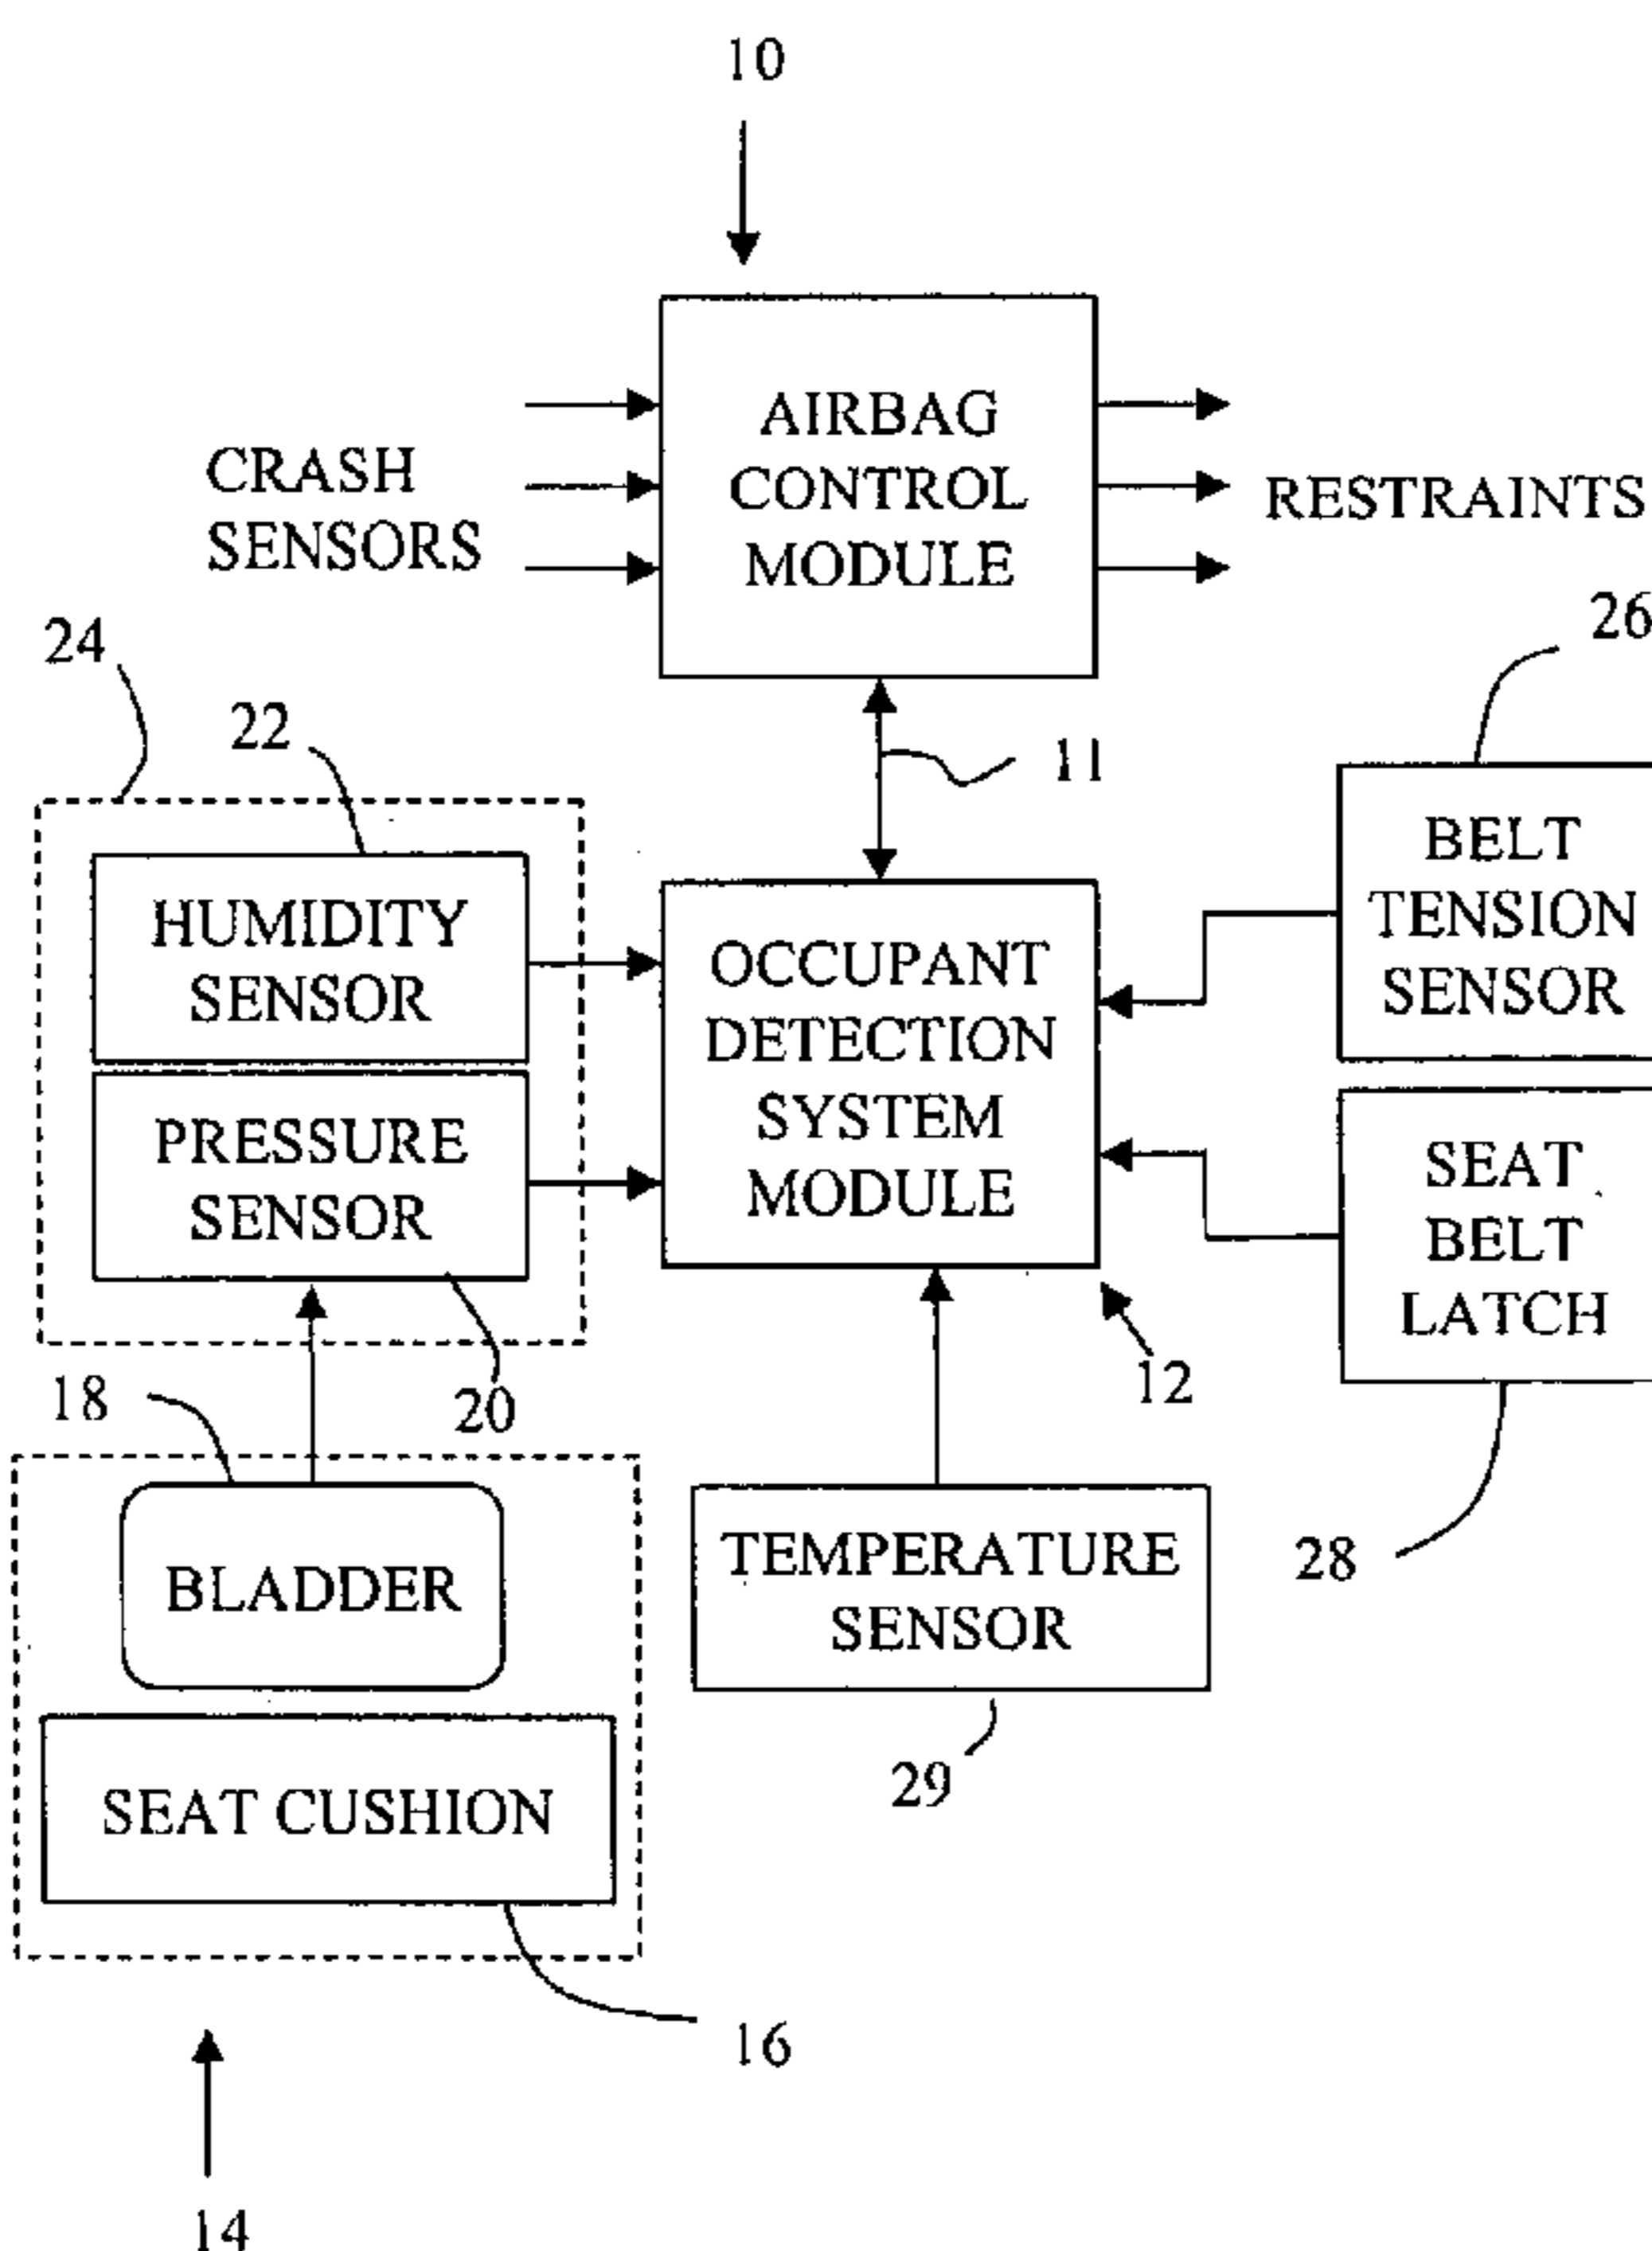 10
AIRBAG
CONTROL
MODULE
CRASH
SENSORS
RESTRAINTS
24
22
11
26
HUMIDITY
SENSOR
PRESSURE
SENSOR
OCCUPANT
DETECTION
SYSTEM
MODULE
BELT
TENSION
SENSOR
SEAT
BELT
LATCH
12
18
20
28
BLADDER
TEMPERATURE
SENSOR
29
SEAT CUSHION
16
14